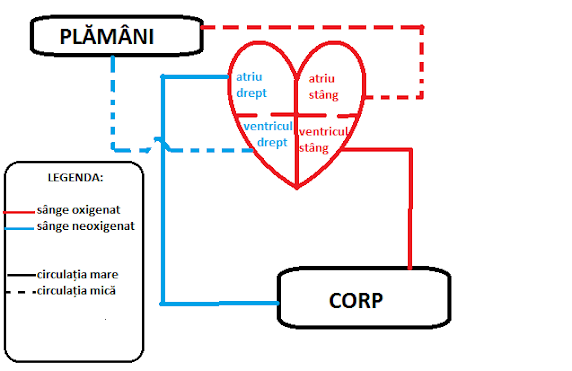 PLĂMÂNI
atriu
drept
atriu
stâng
ventricul
drept
ventricul
stâng
LEGENDA:
sânge oxigenat
sânge neoxigenat
circulația mare
circulația mică
CORP